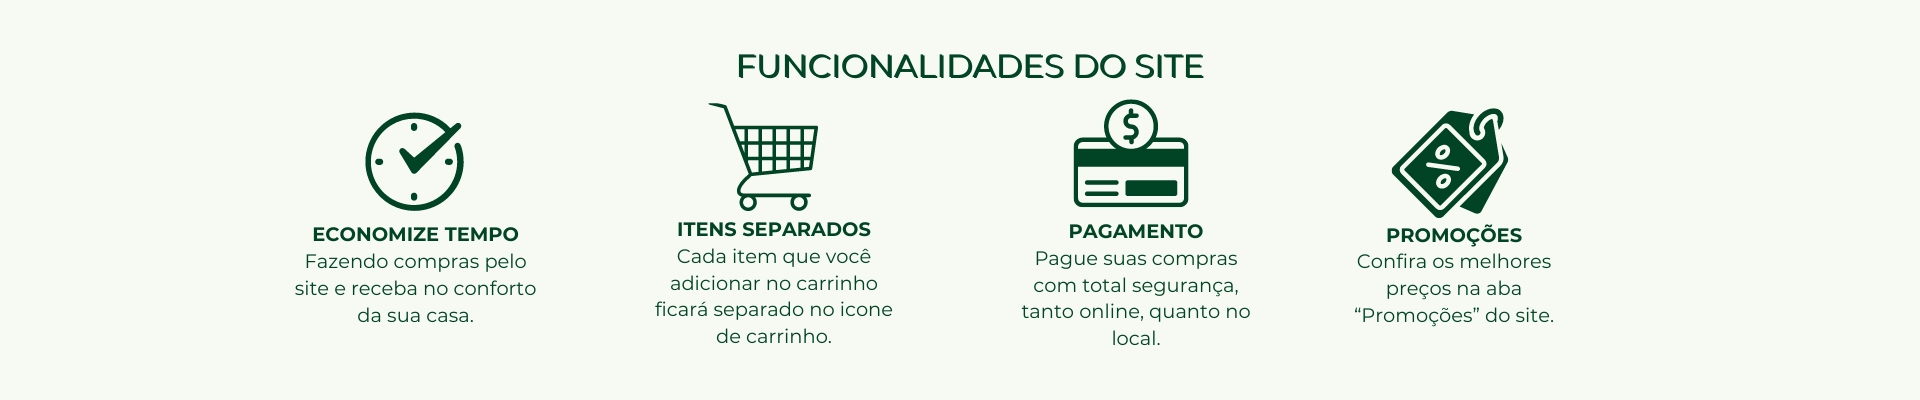 FUNCIONALIDADES DO SITE
ECONOMIZE TEMPO
Fazendo compras pelo
site e receba no conforto
da sua casa.
ITENS SEPARADOS
Cada item que você
adicionar no carrinho
ficará separado no icone
de carrinho.
$
PAGAMENTO
Pague suas compras
com total segurança,
tanto online, quanto no
local.
%
PROMOÇÕES
Confira os melhores
preços na aba
“Promoções” do site.